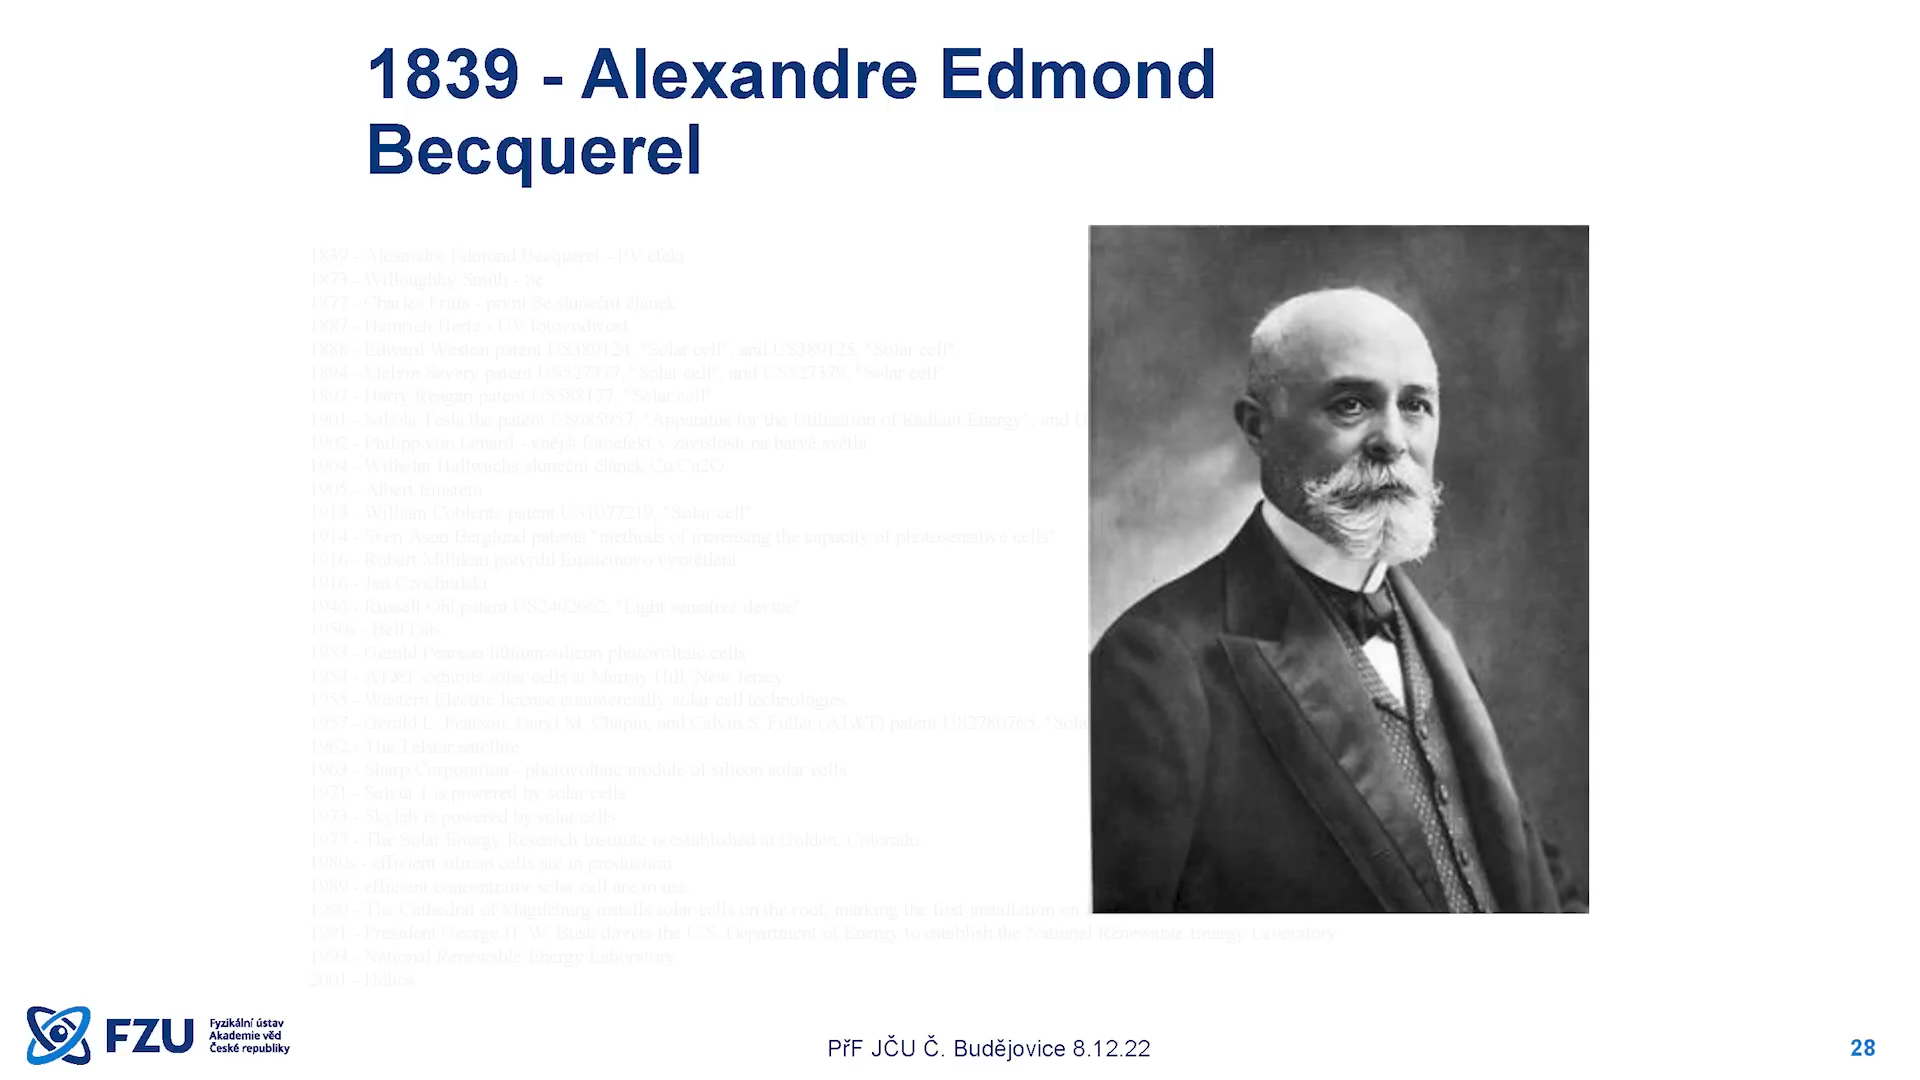 1839 - Alexandre Edmond
Becquerel
1839 - Alexandre Edmond Becquerel - PV efekt
1873 - Willoughby Smith - Se
1877 - Charles Fritts - první Se sluneční článek
1887 - Heinrich Hertz - UV fotovodivost
1888 - Edward Weston patent US389124, "Solar cell", and US389125, "Solar cell"
1894 - Melvin Severy patent US527377, "Solar cell", and US527379, "Solar cell"
1897 - Harry Reagan patent US588177, "Solar cell"
1901 - Nikola Tesla the patent US685957, "Apparatus for the Utilization of Radiant Energy", and U
1902 - Philipp von Lenard - vnější fotoefekt v závislosti na barvě světla
1904 - Wilhelm Hallwachs sluneční článek Cu/Cu2O
1905 - Albert Einstein
1913 - William Coblentz patent US1077219, "Solar cell"
1914 - Sven Ason Berglund patents "methods of increasing the capacity of photosensitive cells"
1916 - Robert Millikan potvrdil Einsteinovo vysvětlení
1916 - Jan Czochralski
1946 - Russell Ohl patent US2402662, "Light sensitive device"
1950s - Bell Lab
1953 - Gerald Pearson lithium-silicon photovoltaic cells
1954 - AT&T exhibits solar cells at Murray Hill, New Jersey
1955 - Western Electric licence commercially solar cell technologies
1957 - Gerald L. Pearson, Daryl M. Chapin, and Calvin S. Fuller (AT&T) patent US2780765, "Sola
1962 - The Telstar satellite
1963 - Sharp Corporation - photovoltaic module of silicon solar cells
1971 - Salyut 1 is powered by solar cells
1973 - Skylab is powered by solar cells
1977 - The Solar Energy Research Institute is established in Golden, Colorado
1980s - efficient silicon cells are in production
1989 - efficient concentrator solar cell are in use
1990 - The Cathedral of Magdeburg installs solar cells on the roof, marking the first installation on
1991 - President George H. W. Bush directs the U.S. Department of Energy to establish the National Renewable Energy Laboratory
1993 - National Renewable Energy Laboratory
2001 - Helios
FZU Fyzikální ústav
Akademie věd
České republiky
PřF JČU Č. Budějovice 8.12.22
28